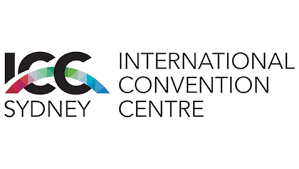 ICC
SYDNEY
INTERNATIONAL
CONVENTION
CENTRE